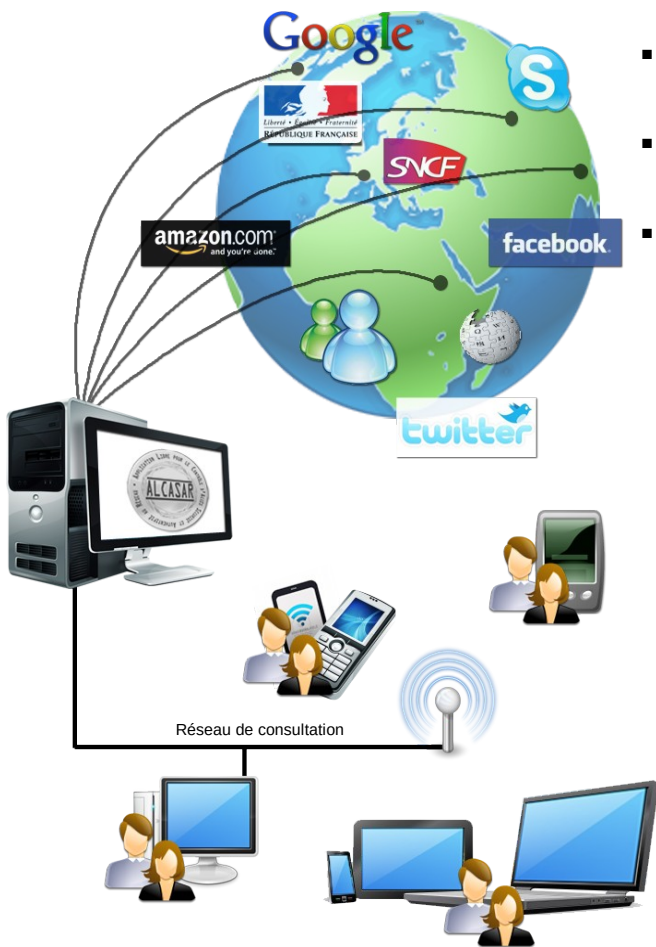 Google
S
Liberté • Égalité • Fraternité
RÉPUBLIQUE FRANÇAISE
SNCF
amazon.com
and you're done.
facebook.
twitter
ALCASAR
Réseau de consultation